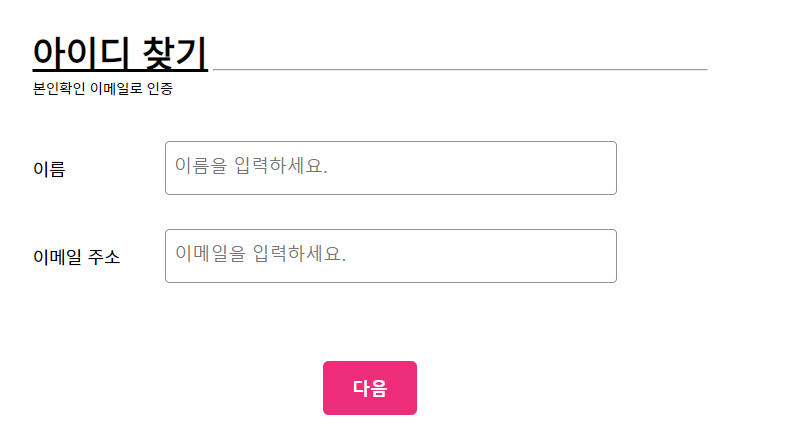 아이디 찾기
본인확인 이메일로 인증
이름
이름을 입력하세요.
이메일 주소
이메일을 입력하세요.
다음